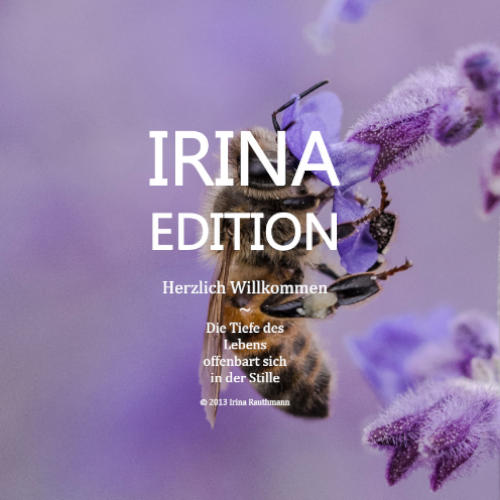 IRINA
EDITION
Herzlich Willkommen
~
Die Tiefe des
Lebens
offenbart sich
in der Stille
© 2013 Irina Rauthmann